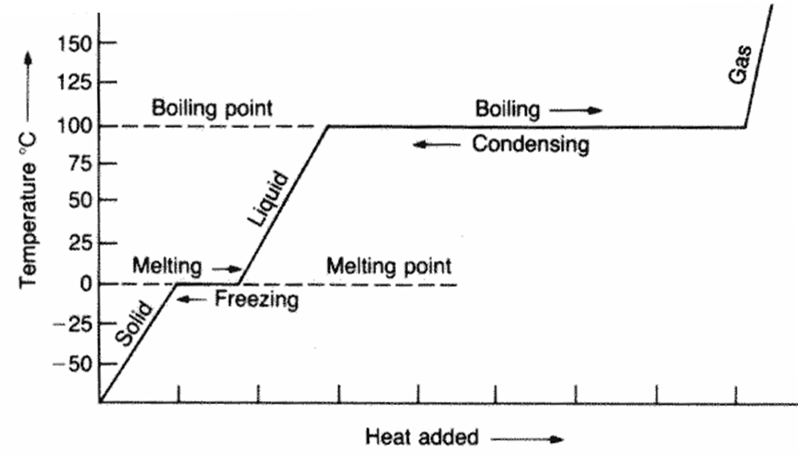 150
Gas
125
Boiling point
Boiling
100
Condensing
75
Liquid
50
25
Melting
Melting point
0
Freezing
Solid
−25
−50
Temperature °C
Heat added